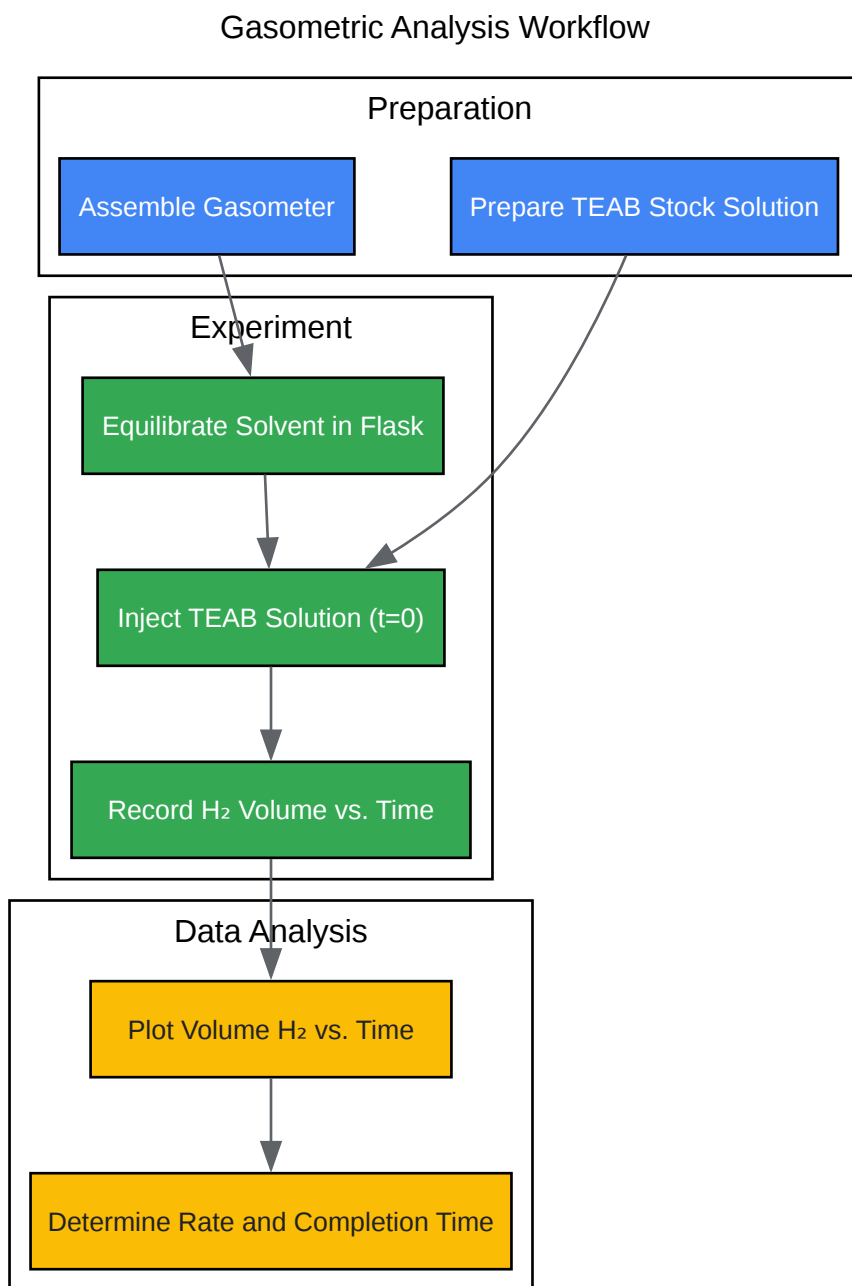 Gasometric Analysis Workflow
Preparation
Assemble Gasometer
Prepare TEAB Stock Solution
Experiment
Equilibrate Solvent in Flask
Inject TEAB Solution (t=0)
Record H₂ Volume vs. Time
Data Analysis
Plot Volume H₂ vs. Time
Determine Rate and Completion Time